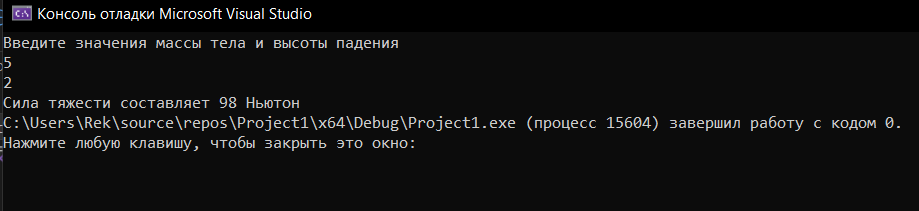 Консоль отладки Microsoft Visual Studio
Введите значения массы тела и высоты падения
5
2
Сила тяжести составляет 98 Ньютон
C:\Users\Rek\source\repos\Project1\x64\Debug\Project1.exe (процесс 15604) завершил работу с кодом 0.
Нажмите любую клавишу, чтобы закрыть это окно: